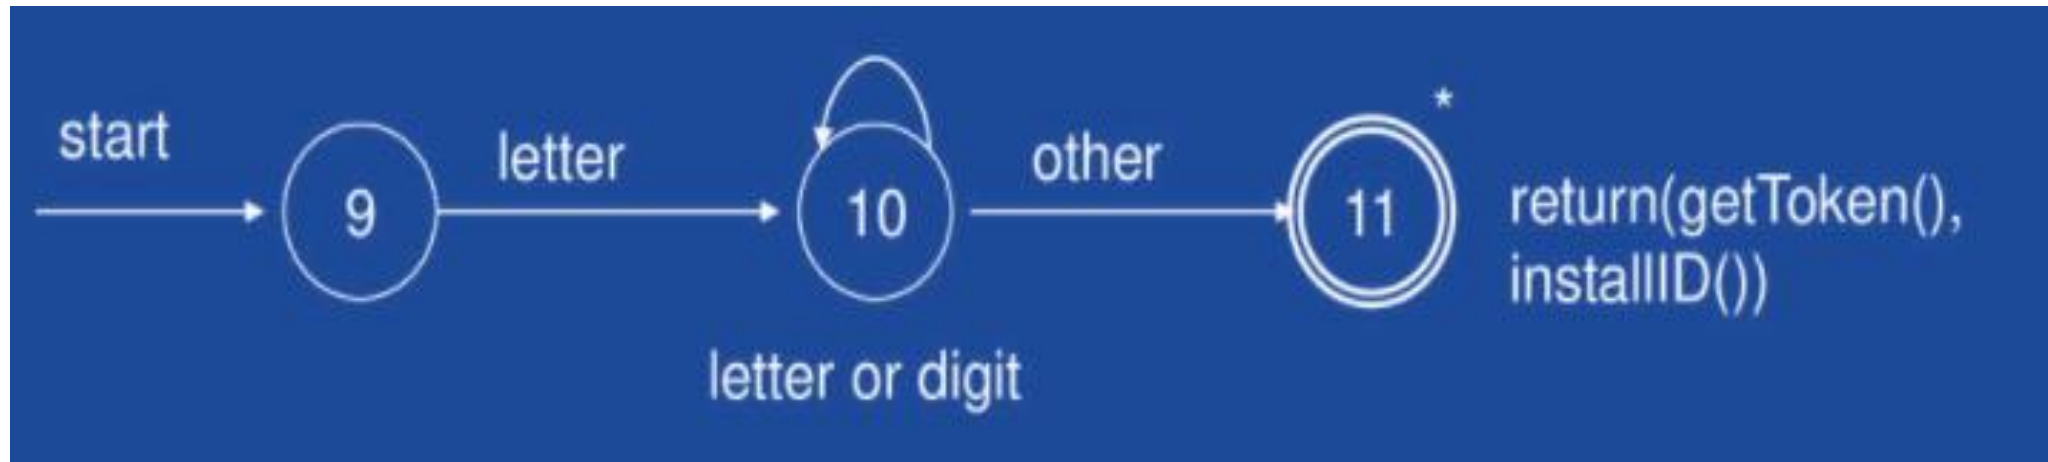 start
9
letter
10
letter or digit
other
11
*
return(getToken(),
installID())